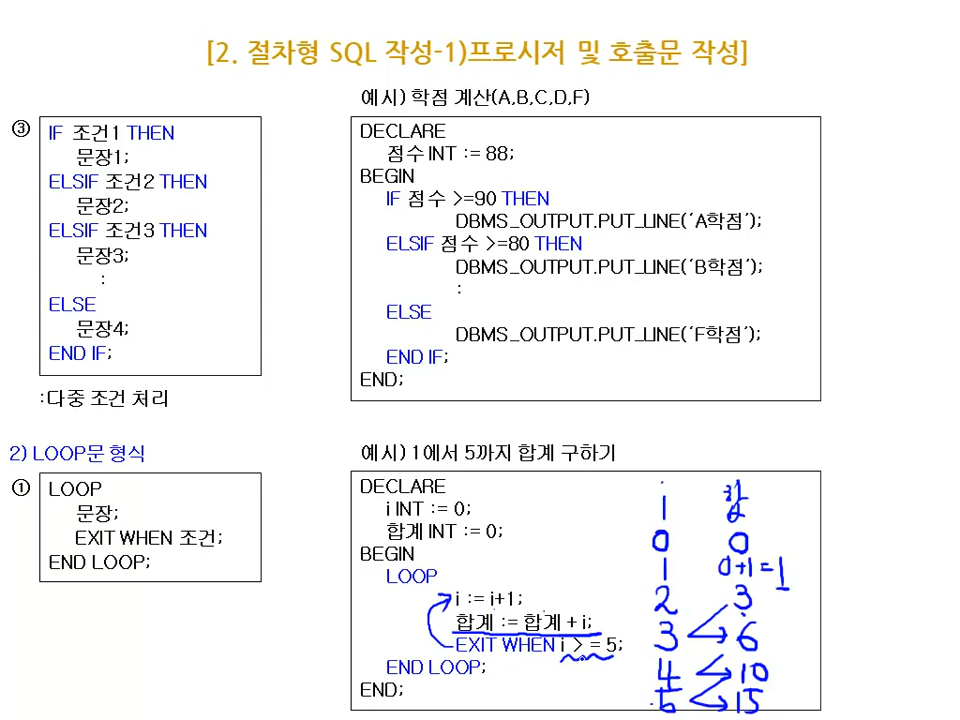 [2. 절차형 SQL 작성-1)프로시저 및 호출문 작성]
③
IF 조건1 THEN
문장1;
ELSIF 조건2 THEN
문장2;
ELSIF 조건3 THEN
문장3;
:
ELSE
문장4;
END IF;
:다중 조건 처리
예시) 학점 계산(A,B,C,D,F)
DECLARE
점수 INT := 88;
BEGIN
IF 점수 >=90 THEN
DBMS_OUTPUT.PUT_LINE('A학점');
ELSIF 점수 >=80 THEN
DBMS_OUTPUT.PUT_LINE('B학점');
:
ELSE
DBMS_OUTPUT.PUT_LINE('F학점');
END IF;
END;
2) LOOP문 형식
①
LOOP
문장;
EXIT WHEN 조건;
END LOOP;
예시) 1에서 5까지 합계 구하기
DECLARE
i INT := 0;
합계 INT := 0;
BEGIN
LOOP
i := i+1;
합계 := 합계 + i;
EXIT WHEN i > = 5;
END LOOP;
END;
i 합
0 0
1 0+1=1
2 3
3 6
4 10
5 15